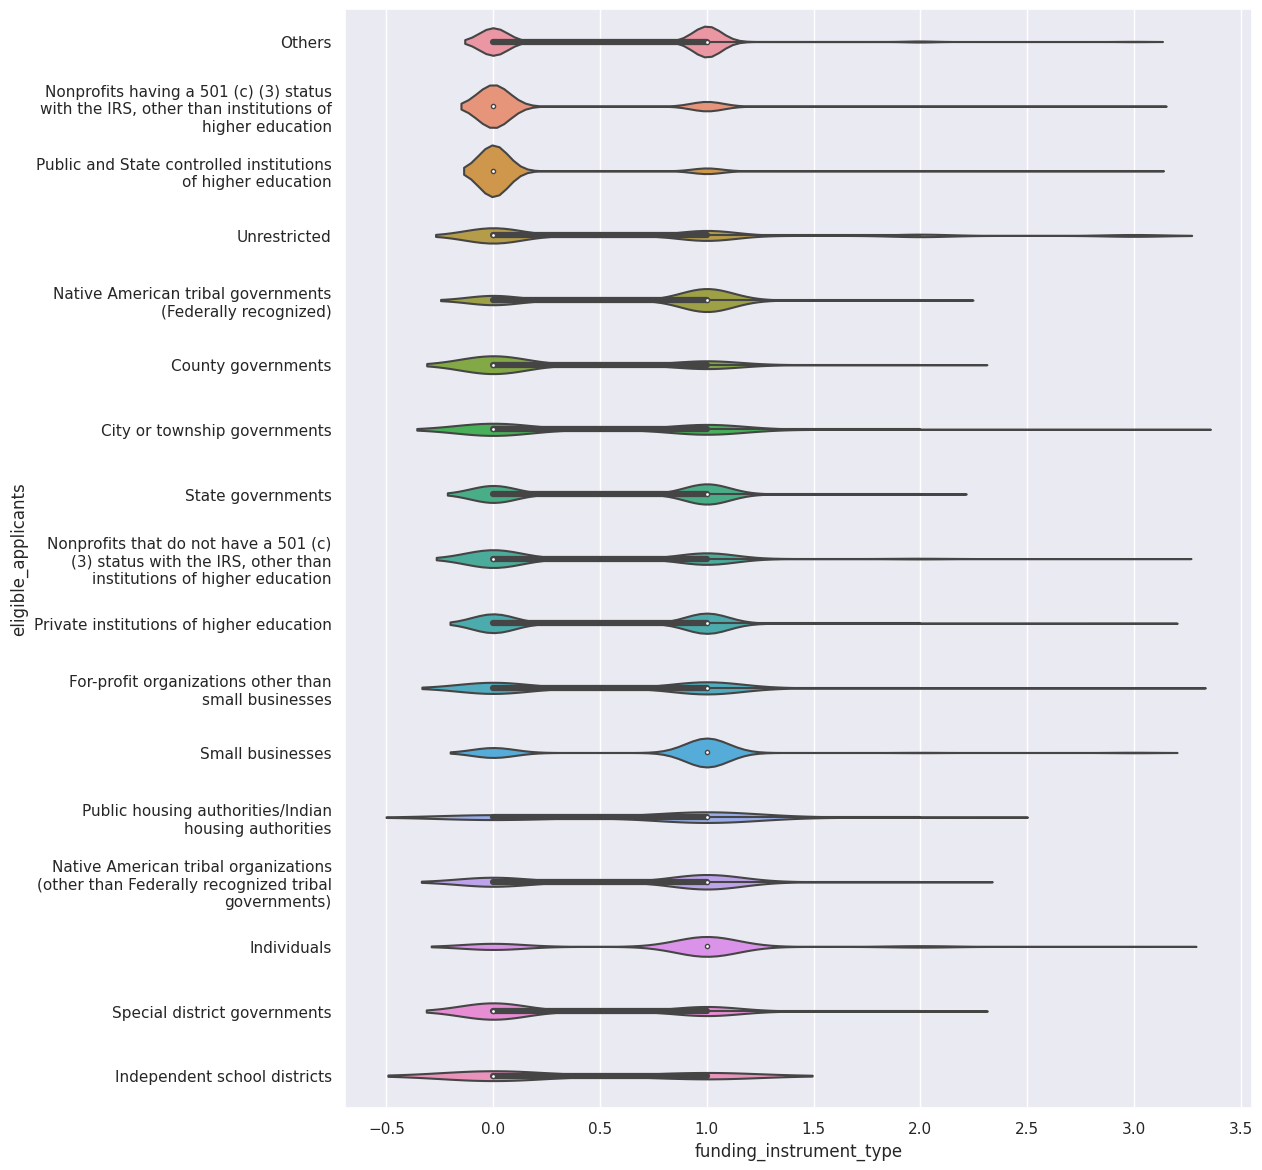 Others
Nonprofits having a 501 (c) (3) status
with the IRS, other than institutions of
higher education
Public and State controlled institutions
of higher education
Unrestricted
Native American tribal governments
(Federally recognized)
County governments
City or township governments
State governments
Nonprofits that do not have a 501 (c)
(3) status with the IRS, other than
institutions of higher education
Private institutions of higher education
For-profit organizations other than
small businesses
Small businesses
Public housing authorities/Indian
housing authorities
Native American tribal organizations
(other than Federally recognized tribal
governments)
Individuals
Special district governments
Independent school districts
eligible_applicants
−0.5 0.0 0.5 1.0 1.5 2.0 2.5 3.0 3.5
funding_instrument_type